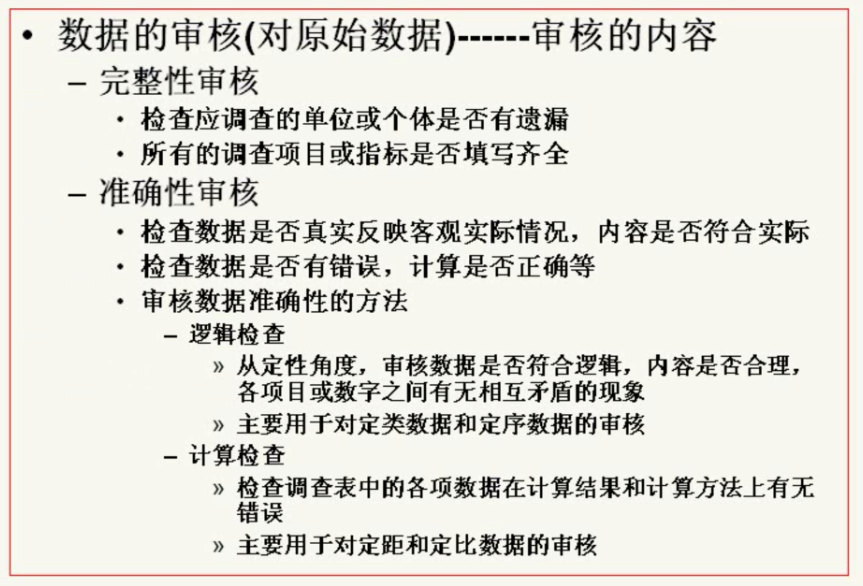 • 数据的审核(对原始数据)------审核的内容
– 完整性审核
• 检查应调查的单位或个体是否有遗漏
• 所有的调查项目或指标是否填写齐全
– 准确性审核
• 检查数据是否真实反映客观实际情况，内容是否符合实际
• 检查数据是否有错误，计算是否正确等
• 审核数据准确性的方法
– 逻辑检查
» 从定性角度，审核数据是否符合逻辑，内容是否合理，
各项目或数字之间有无相互矛盾的现象
» 主要用于对定类数据和定序数据的审核
– 计算检查
» 检查调查表中的各项数据在计算结果和计算方法上有无
错误
» 主要用于对定距和定比数据的审核